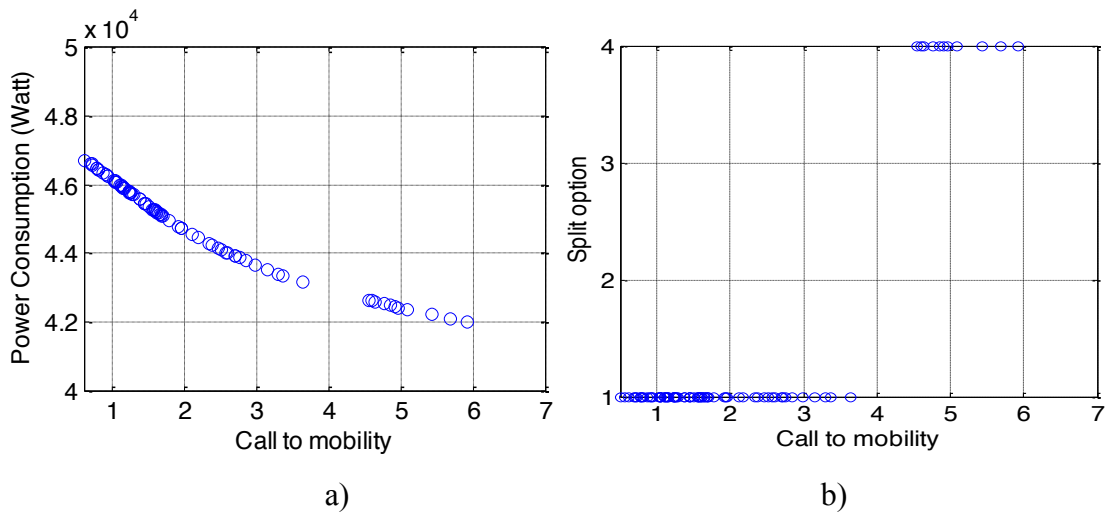 x 10⁴
5
4.8
4.6
4.4
4.2
4
1 2 3 4 5 6 7
Power Consumption (Watt)
Call to mobility
a)
4
3
2
1
1 2 3 4 5 6 7
Split option
Call to mobility
b)